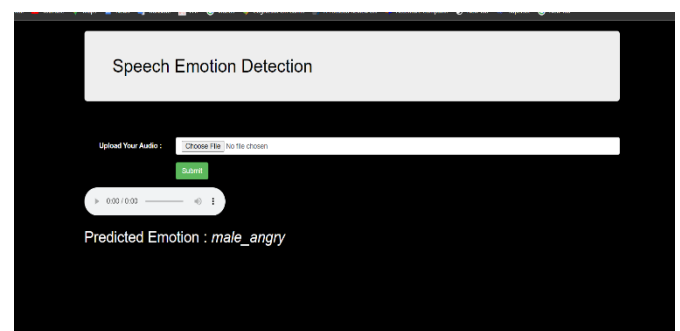 Speech Emotion Detection
Upload Your Audio : Choose File No file chosen
Submit
0:00 / 0:00
Predicted Emotion : male_angry